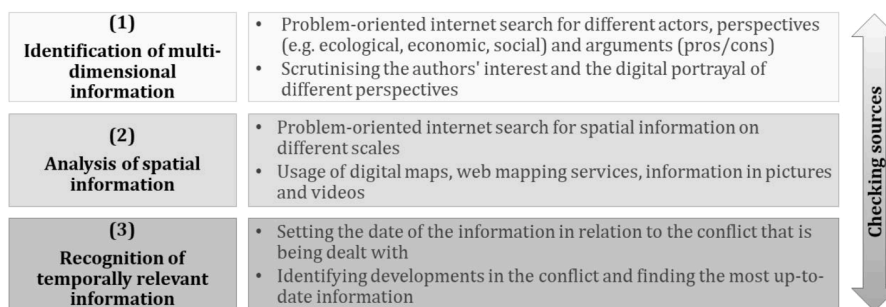 (1)
Identification of multi-
dimensional
information
• Problem-oriented internet search for different actors, perspectives
(e.g. ecological, economic, social) and arguments (pros/cons)
• Scrutinising the authors' interest and the digital portrayal of
different perspectives
(2)
Analysis of spatial
information
• Problem-oriented internet search for spatial information on
different scales
• Usage of digital maps, web mapping services, information in pictures
and videos
(3)
Recognition of
temporally relevant
information
• Setting the date of the information in relation to the conflict that is
being dealt with
• Identifying developments in the conflict and finding the most up-to-
date information
Checking sources